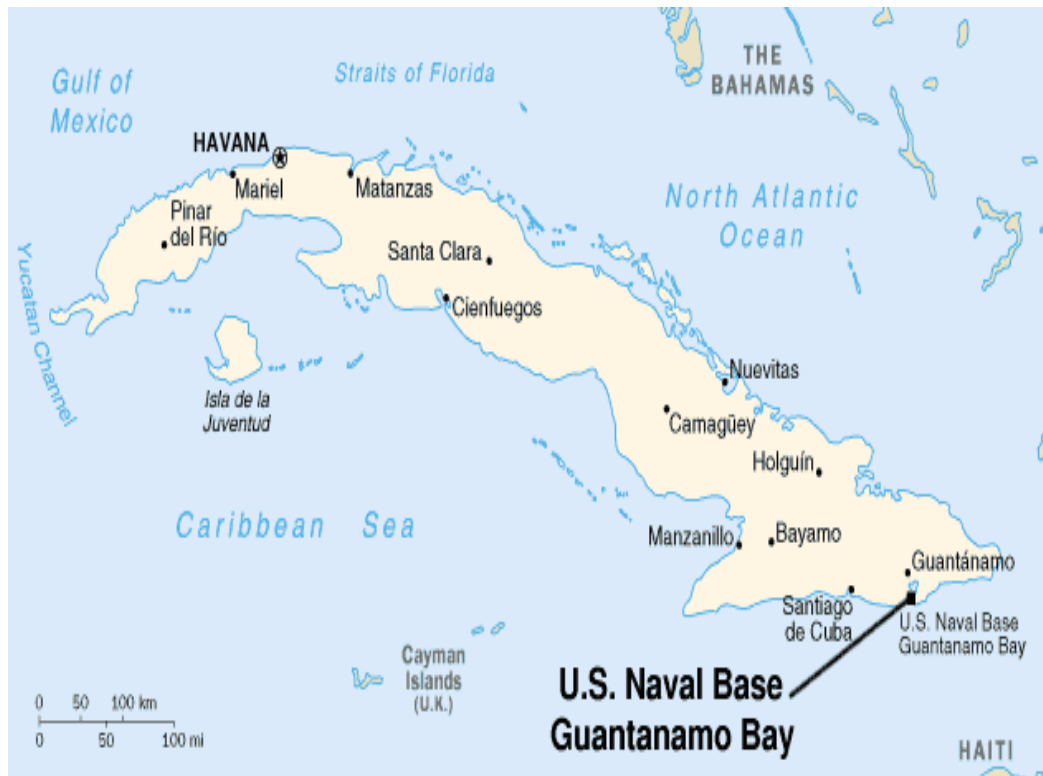 THE
BAHAMAS
Gulf of
Mexico
Straits of Florida
HAVANA
Mariel
Matanzas
North Atlantic
Ocean
Pinar
del Río
Santa Clara
Yucatan Channel
Cienfuegos
Isla de la
Juventud
Nuevitas
Camagüey
Holguín
Caribbean Sea
Manzanillo
Bayamo
Guantánamo
Santiago
de Cuba
U.S. Naval Base
Guantanamo Bay
Cayman
Islands
(U.K.)
U.S. Naval Base
Guantanamo Bay
0 50 100 km
0 50 100 mi
HAITI